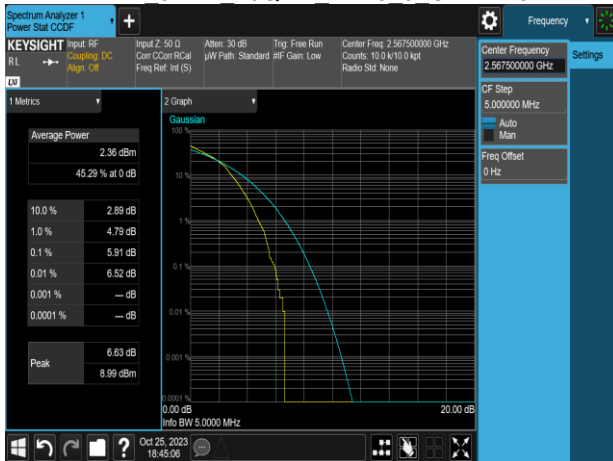 Spectrum Analyzer 1
Power Stat CCDF
+
Frequency
KEYSIGHT
RL
LXI
Input: RF
Coupling: DC
Align: Off
Input Z: 50 Ω
Corr CCorr RCal
Freq Ref: Int (S)
Atten: 30 dB
µW Path: Standard
Trig: Free Run
#IF Gain: Low
Center Freq: 2.567500000 GHz
Counts: 10.0 k/10.0 kpt
Radio Std: None
Center Frequency
2.567500000 GHz
Settings
CF Step
5.000000 MHz
Auto
Man
Freq Offset
0 Hz
1 Metrics
Average Power
2.36 dBm
45.29 % at 0 dB
10.0 % 2.89 dB
1.0 % 4.79 dB
0.1 % 5.91 dB
0.01 % 6.52 dB
0.001 % --- dB
0.0001 % --- dB
Peak
6.63 dB
8.99 dBm
2 Graph
Gaussian
100 %
10 %
1 %
0.1 %
0.01 %
0.001 %
0.0001 %
0.00 dB
20.00 dB
Info BW 5.0000 MHz
?
Oct 25, 2023
18:45:06